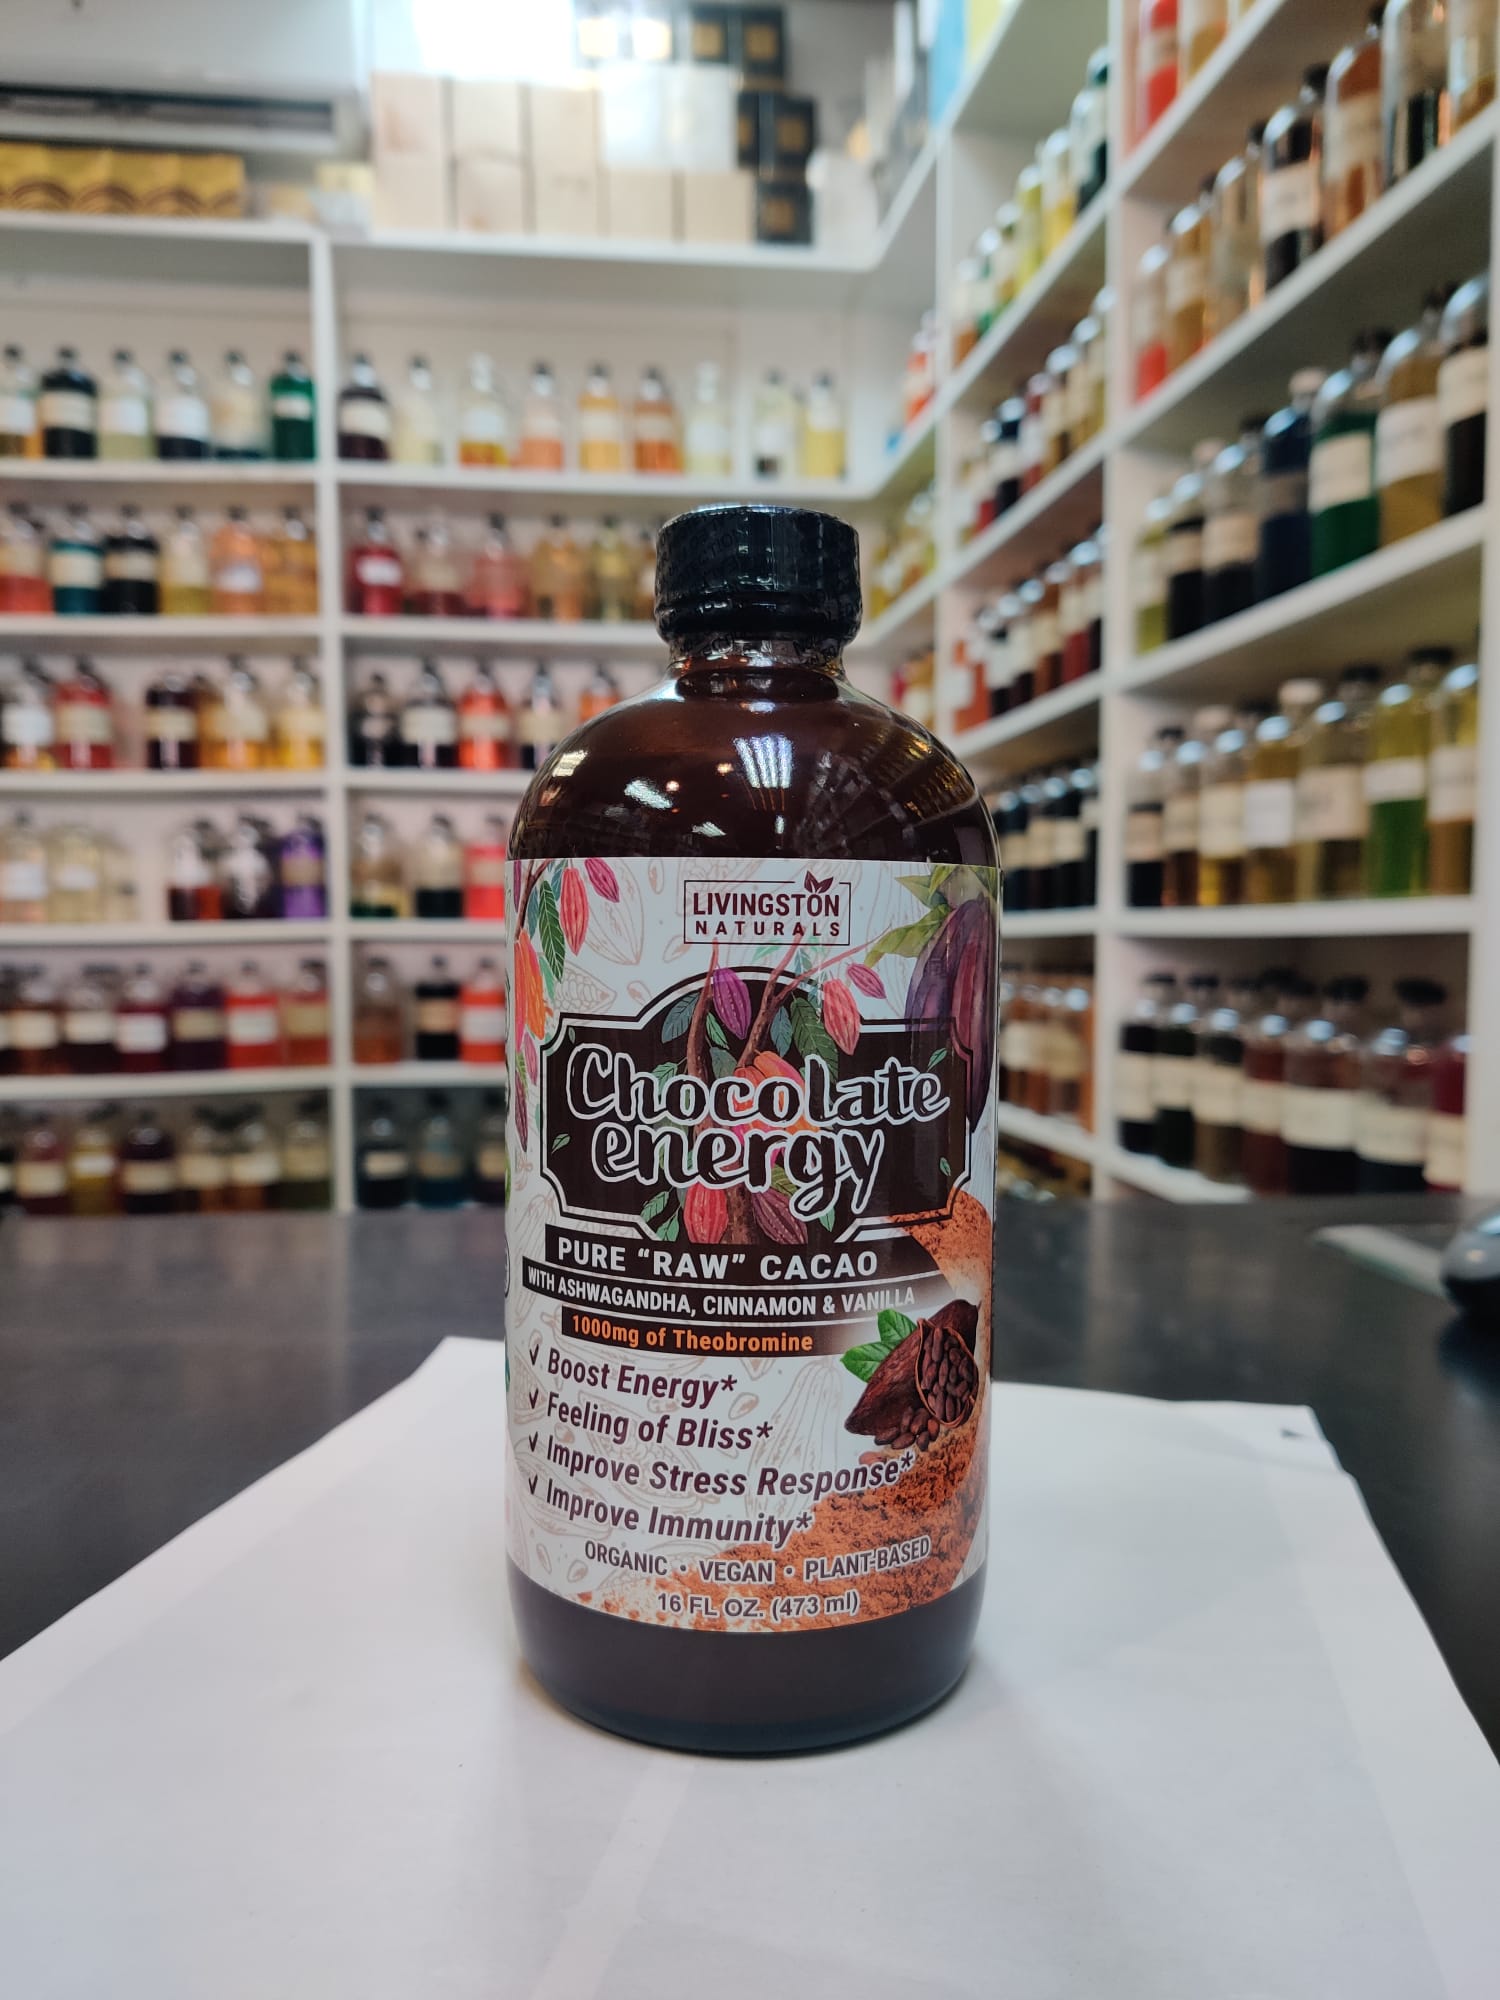 LIVINGSTON
NATURALS
Chocolate
energy
PURE "RAW" CACAO
WITH ASHWAGANDHA, CINNAMON & VANILLA
1000mg of Theobromine
✓ Boost Energy*
✓ Feeling of Bliss*
✓ Improve Stress Response*
✓ Improve Immunity*
ORGANIC • VEGAN • PLANT-BASED
16 FL OZ. (473 ml)